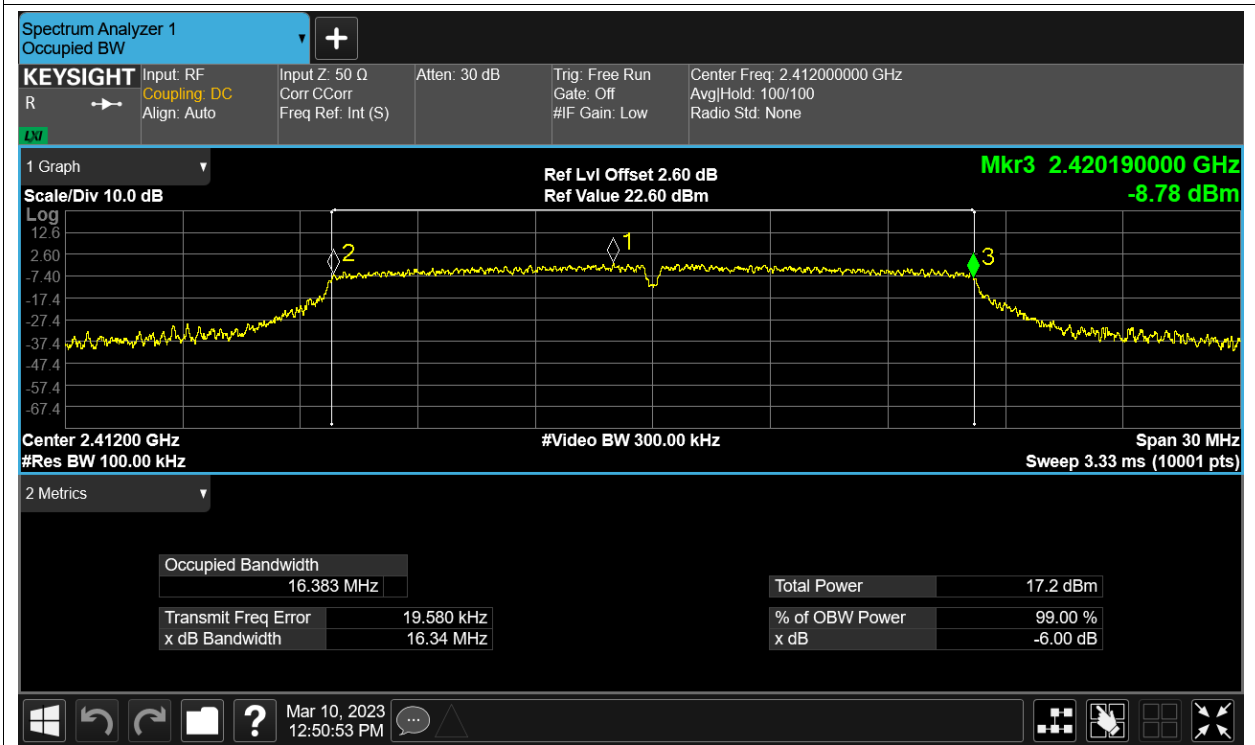 Spectrum Analyzer 1
Occupied BW
KEYSIGHT
R
LXI
Input: RF
Coupling: DC
Align: Auto
Input Z: 50 Ω
Corr CCorr
Freq Ref: Int (S)
Atten: 30 dB
Trig: Free Run
Gate: Off
#IF Gain: Low
Center Freq: 2.412000000 GHz
Avg|Hold: 100/100
Radio Std: None
1 Graph
Scale/Div 10.0 dB
Ref Lvl Offset 2.60 dB
Ref Value 22.60 dBm
Mkr3 2.420190000 GHz
-8.78 dBm
Log
12.6
2.60
-7.40
-17.4
-27.4
-37.4
-47.4
-57.4
-67.4
2
1
3
Center 2.41200 GHz
#Video BW 300.00 kHz
Span 30 MHz
#Res BW 100.00 kHz
Sweep 3.33 ms (10001 pts)
2 Metrics
Occupied Bandwidth
16.383 MHz
Total Power 17.2 dBm
Transmit Freq Error 19.580 kHz
% of OBW Power 99.00 %
x dB Bandwidth 16.34 MHz
x dB -6.00 dB
?
Mar 10, 2023
12:50:53 PM